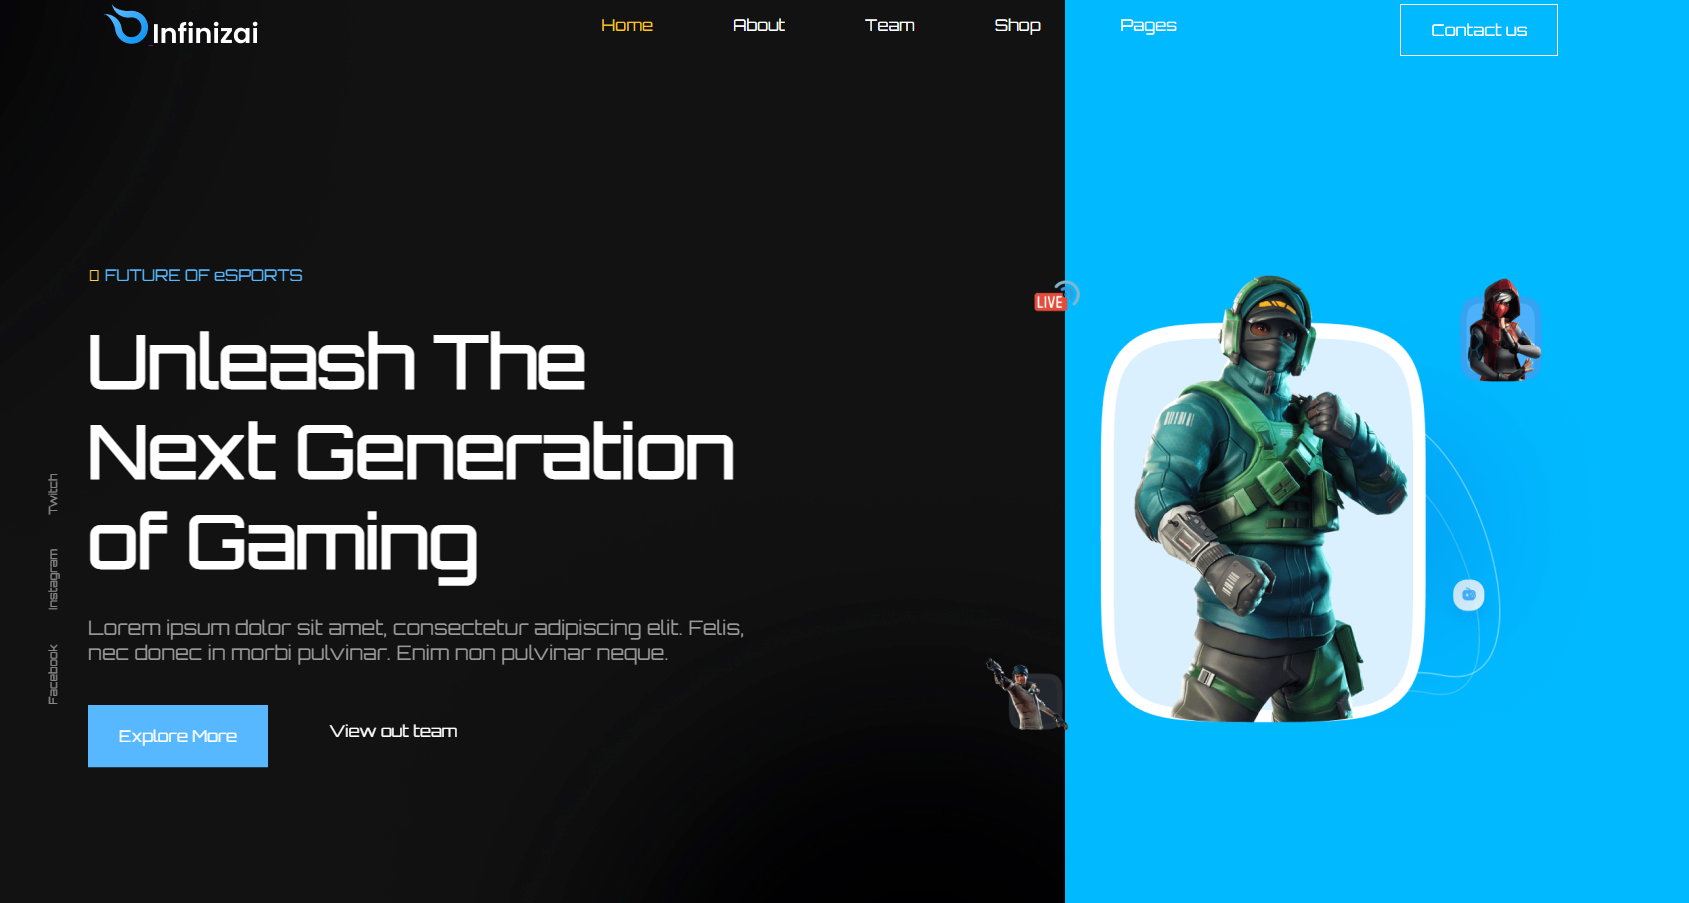 Infinizai
Home
About
Team
Shop
Pages
Contact us
FUTURE OF eSPORTS
LIVE
Unleash The
Next Generation
of Gaming
Twitch
Instagram
Facebook
Lorem ipsum dolor sit amet, consectetur adipiscing elit. Felis,
nec donec in morbi pulvinar. Enim non pulvinar neque.
Explore More
View out team